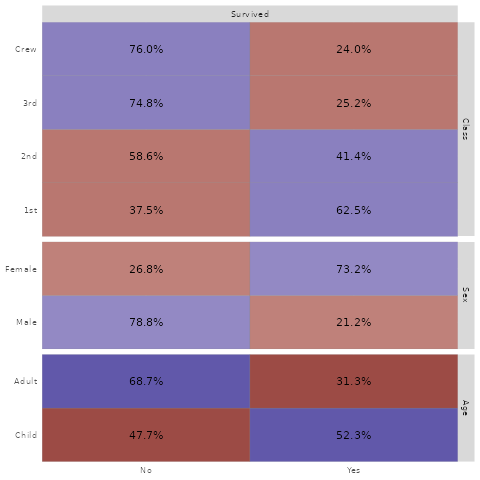 Survived
Crew 76.0% 24.0%
3rd 74.8% 25.2%
Class
2nd 58.6% 41.4%
1st 37.5% 62.5%
Female 26.8% 73.2%
Sex
Male 78.8% 21.2%
Adult 68.7% 31.3%
Age
Child 47.7% 52.3%
No Yes